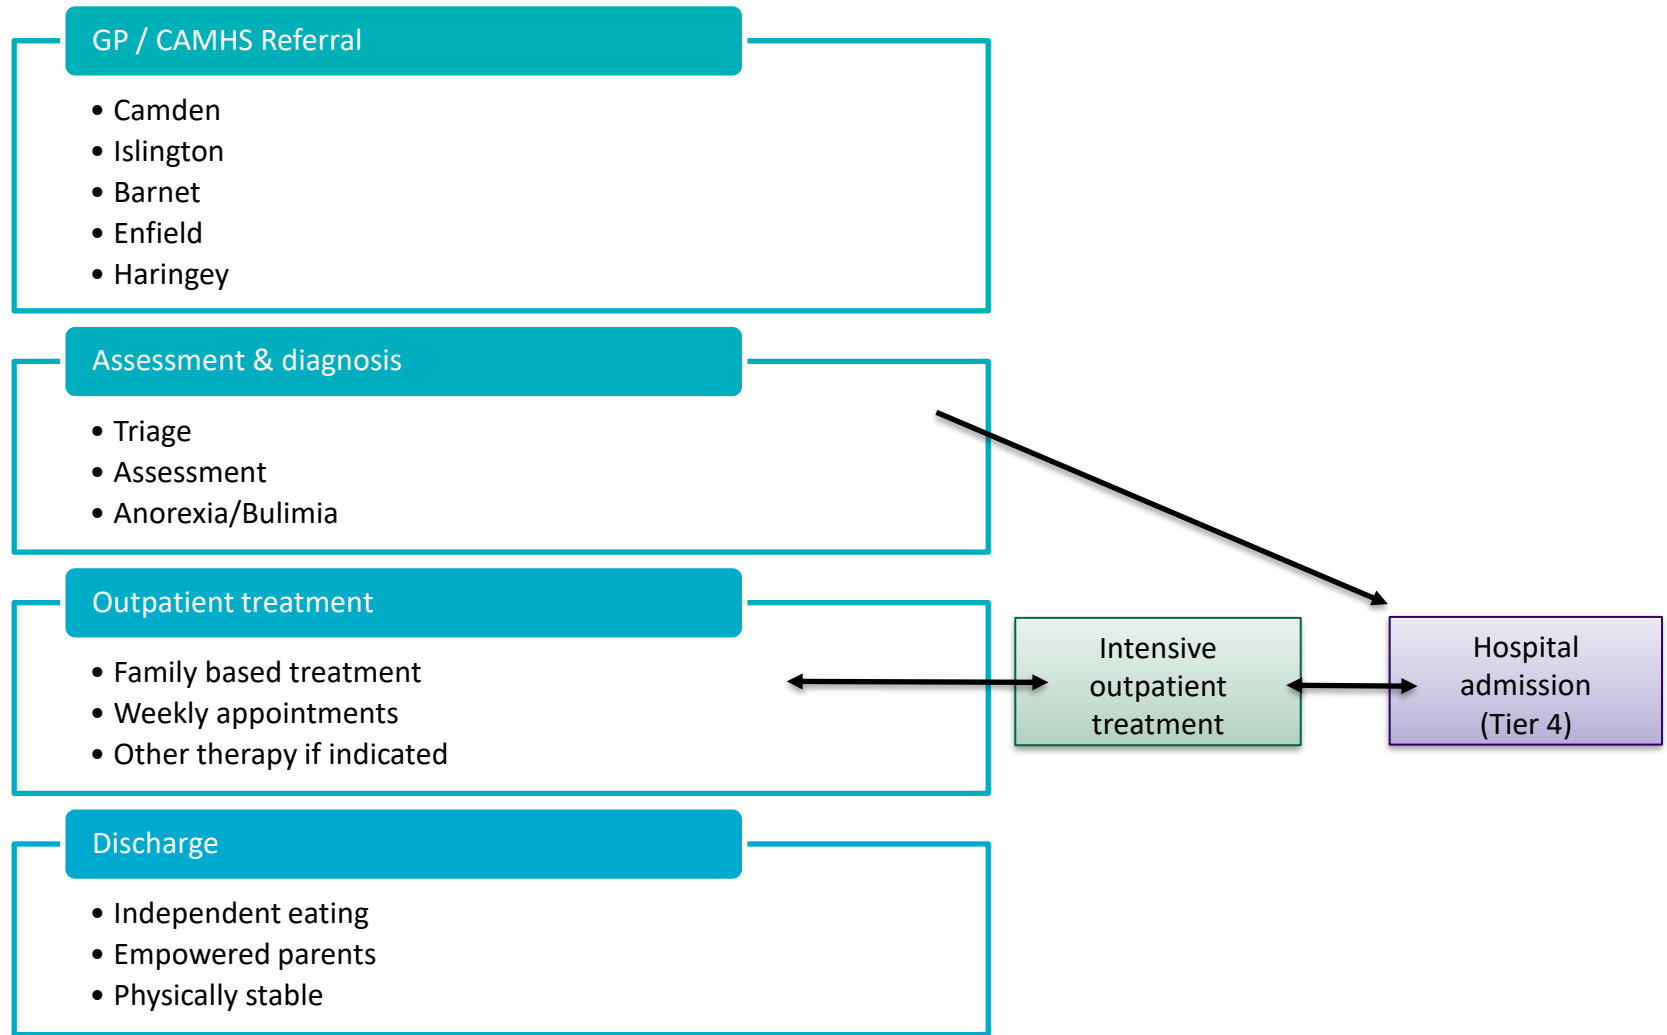 GP / CAMHS Referral
• Camden
• Islington
• Barnet
• Enfield
• Haringey
Assessment & diagnosis
• Triage
• Assessment
• Anorexia/Bulimia
Outpatient treatment
• Family based treatment
• Weekly appointments
• Other therapy if indicated
Intensive
outpatient
treatment
Hospital
admission
(Tier 4)
Discharge
• Independent eating
• Empowered parents
• Physically stable